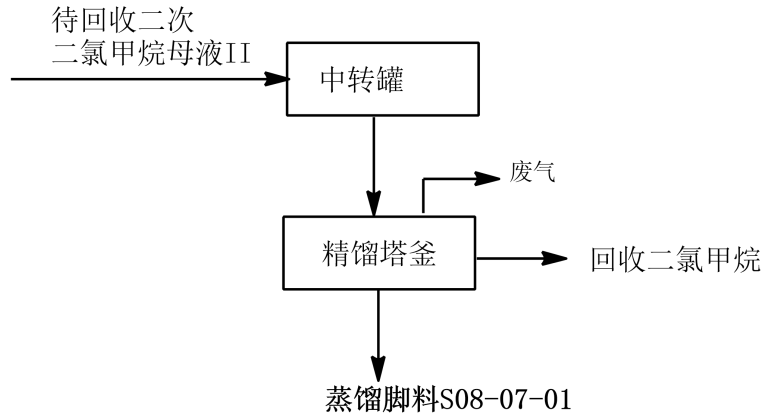 待回收二次
二氯甲烷母液II
中转罐
废气
精馏塔釜
回收二氯甲烷
蒸馏脚料S08-07-01